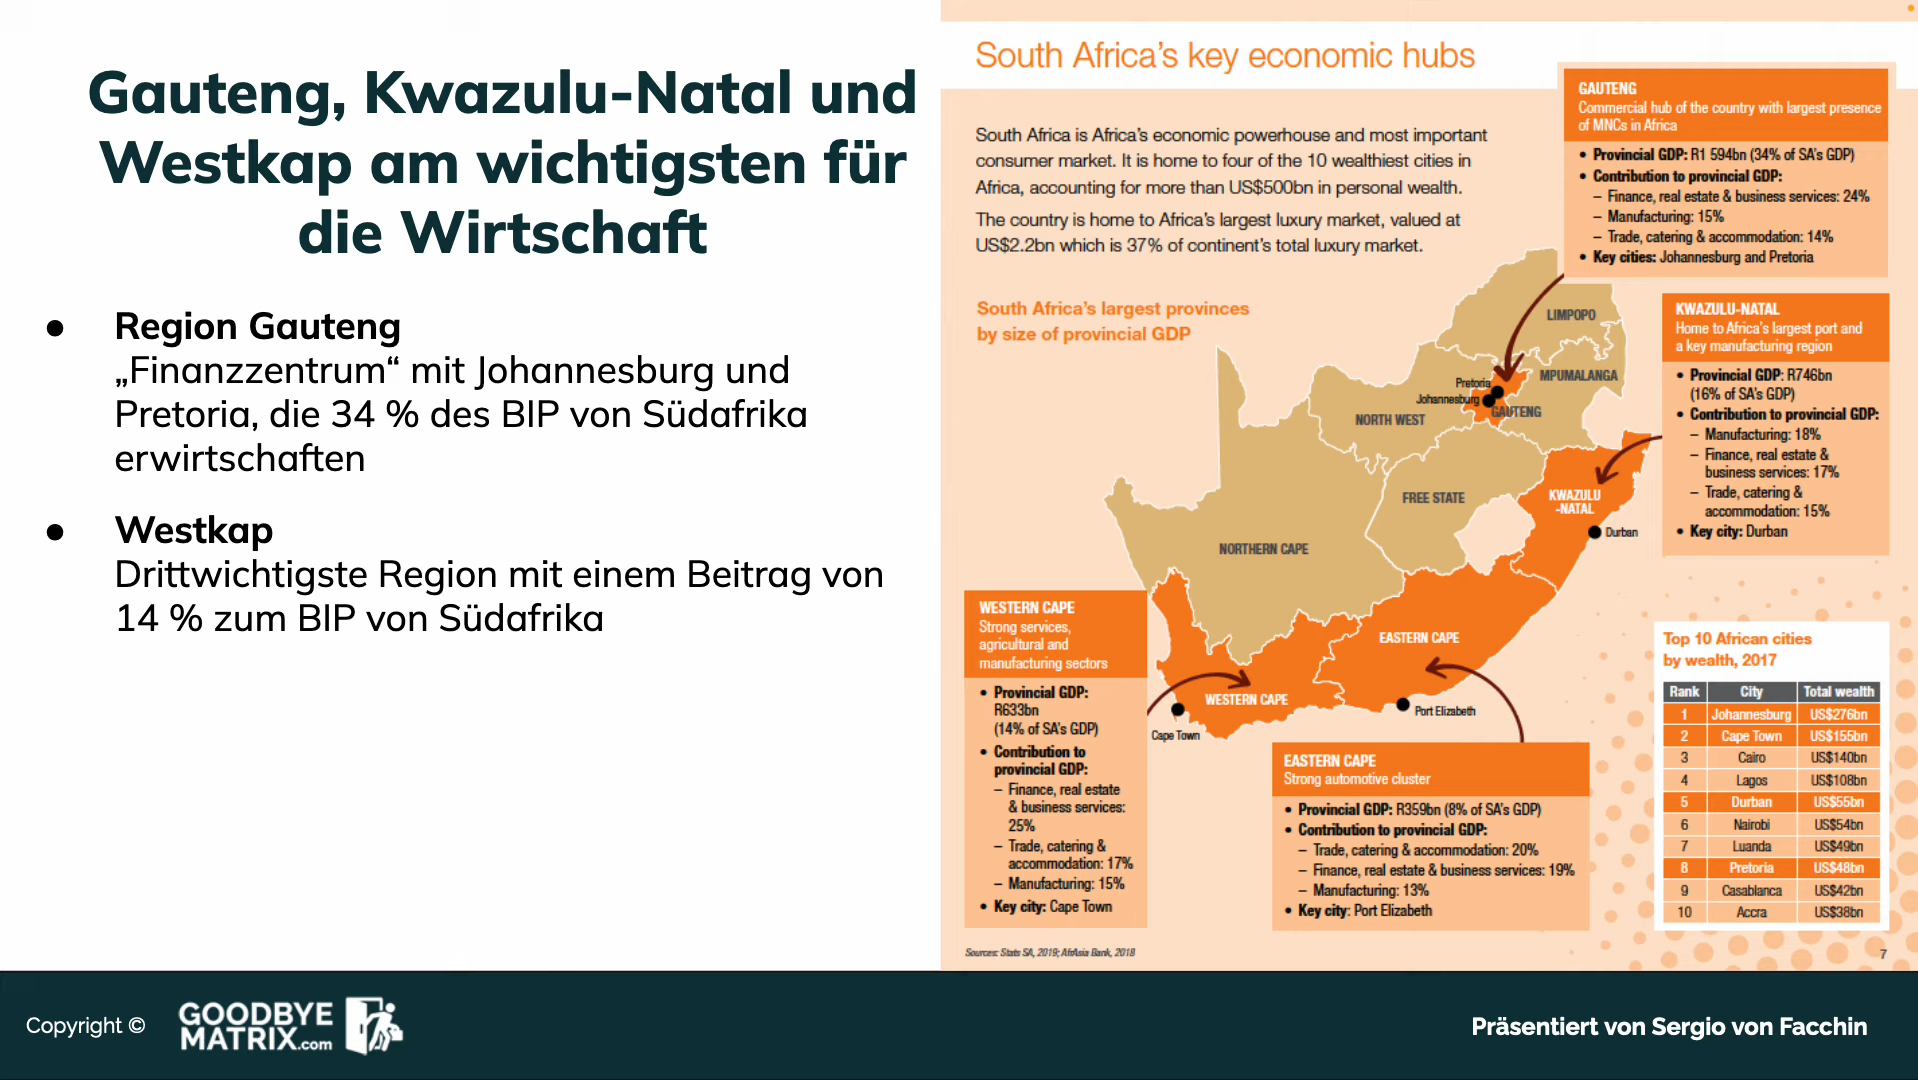 Gauteng, Kwazulu-Natal und
Westkap am wichtigsten für
die Wirtschaft
● Region Gauteng
„Finanzzentrum“ mit Johannesburg und
Pretoria, die 34 % des BIP von Südafrika
erwirtschaften
● Westkap
Drittwichtigste Region mit einem Beitrag von
14 % zum BIP von Südafrika
South Africa's key economic hubs
South Africa is Africa's economic powerhouse and most important
consumer market. It is home to four of the 10 wealthiest cities in
Africa, accounting for more than US$500bn in personal wealth.
The country is home to Africa's largest luxury market, valued at
US$2.2bn which is 37% of continent's total luxury market.
South Africa's largest provinces
by size of provincial GDP
GAUTENG
Commercial hub of the country with largest presence
of MNCs in Africa
• Provincial GDP: R1 594bn (34% of SA's GDP)
• Contribution to provincial GDP:
– Finance, real estate & business services: 24%
– Manufacturing: 15%
– Trade, catering & accommodation: 14%
• Key cities: Johannesburg and Pretoria
KWAZULU-NATAL
Home to Africa's largest port and
a key manufacturing region
• Provincial GDP: R746bn
(16% of SA's GDP)
• Contribution to provincial GDP:
– Manufacturing: 18%
– Finance, real estate &
business services: 17%
– Trade, catering &
accommodation: 15%
• Key city: Durban
LIMPOPO
MPUMALANGA
Pretoria
Johannesburg
GAUTENG
NORTH WEST
FREE STATE
KWAZULU
-NATAL
Durban
NORTHERN CAPE
EASTERN CAPE
WESTERN CAPE
Port Elizabeth
Cape Town
WESTERN CAPE
Strong services,
agricultural and
manufacturing sectors
• Provincial GDP:
R633bn
(14% of SA's GDP)
• Contribution to
provincial GDP:
– Finance, real estate
& business services:
25%
– Trade, catering &
accommodation: 17%
– Manufacturing: 15%
• Key city: Cape Town
EASTERN CAPE
Strong automotive cluster
• Provincial GDP: R359bn (8% of SA's GDP)
• Contribution to provincial GDP:
– Trade, catering & accommodation: 20%
– Finance, real estate & business services: 19%
– Manufacturing: 13%
• Key city: Port Elizabeth
Top 10 African cities
by wealth, 2017
Rank City Total wealth
1 Johannesburg US$276bn
2 Cape Town US$155bn
3 Cairo US$140bn
4 Lagos US$108bn
5 Durban US$55bn
6 Nairobi US$54bn
7 Luanda US$49bn
8 Pretoria US$48bn
9 Casablanca US$42bn
10 Accra US$38bn
Sources: Stats SA, 2019; AfrAsia Bank, 2018
7
Copyright ©
GOODBYE
MATRIX.com
Präsentiert von Sergio von Facchin